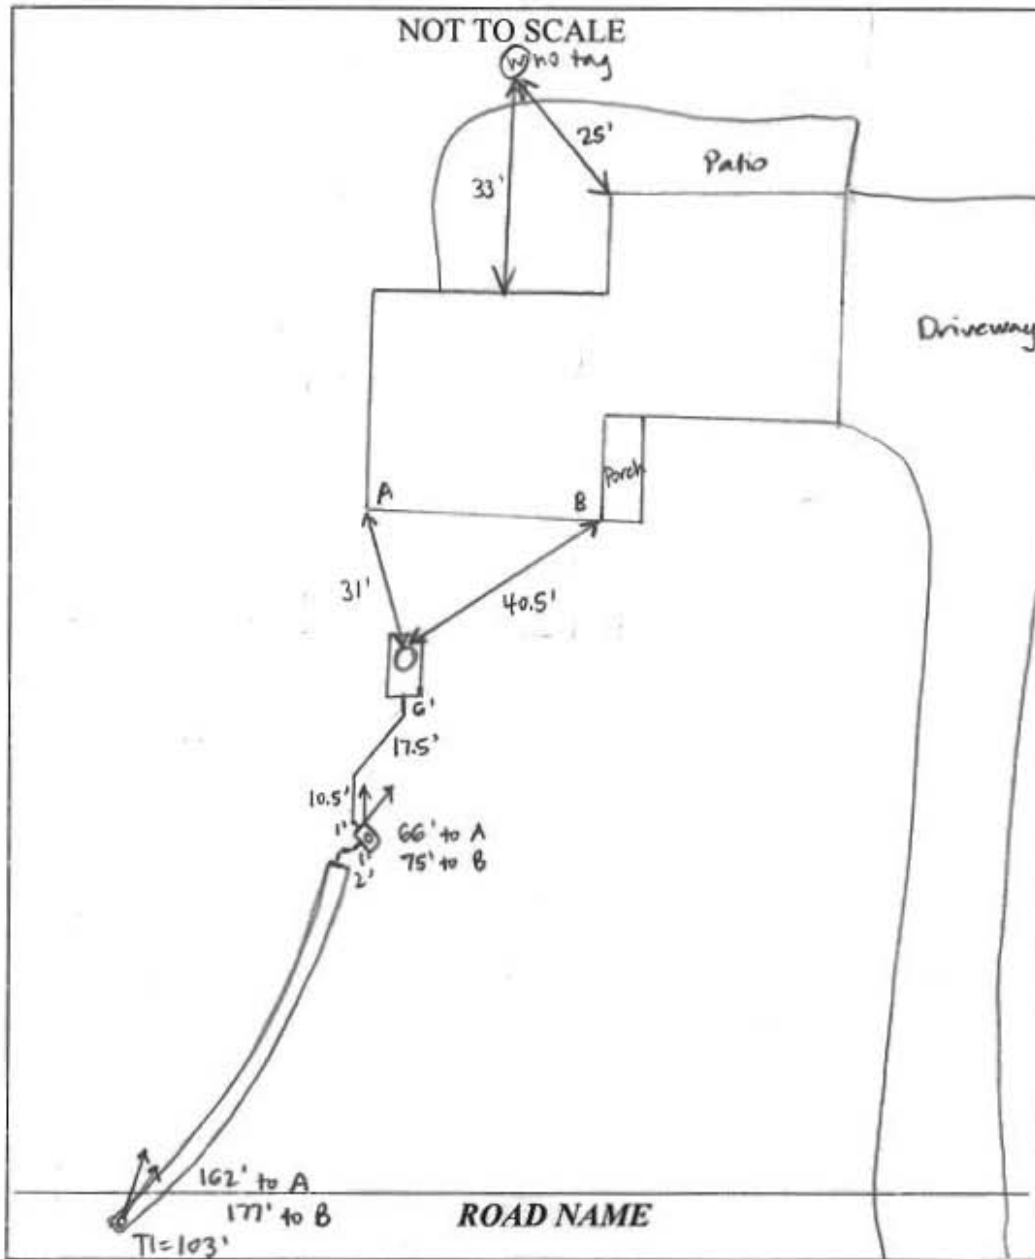 NOT TO SCALE
W no tag
25'
Patio
33'
Driveway
Porch
A
B
31'
40.5'
6'
17.5'
10.5'
1'
66' to A
1'
75' to B
2'
162' to A
177' to B
ROAD NAME
T1=103'